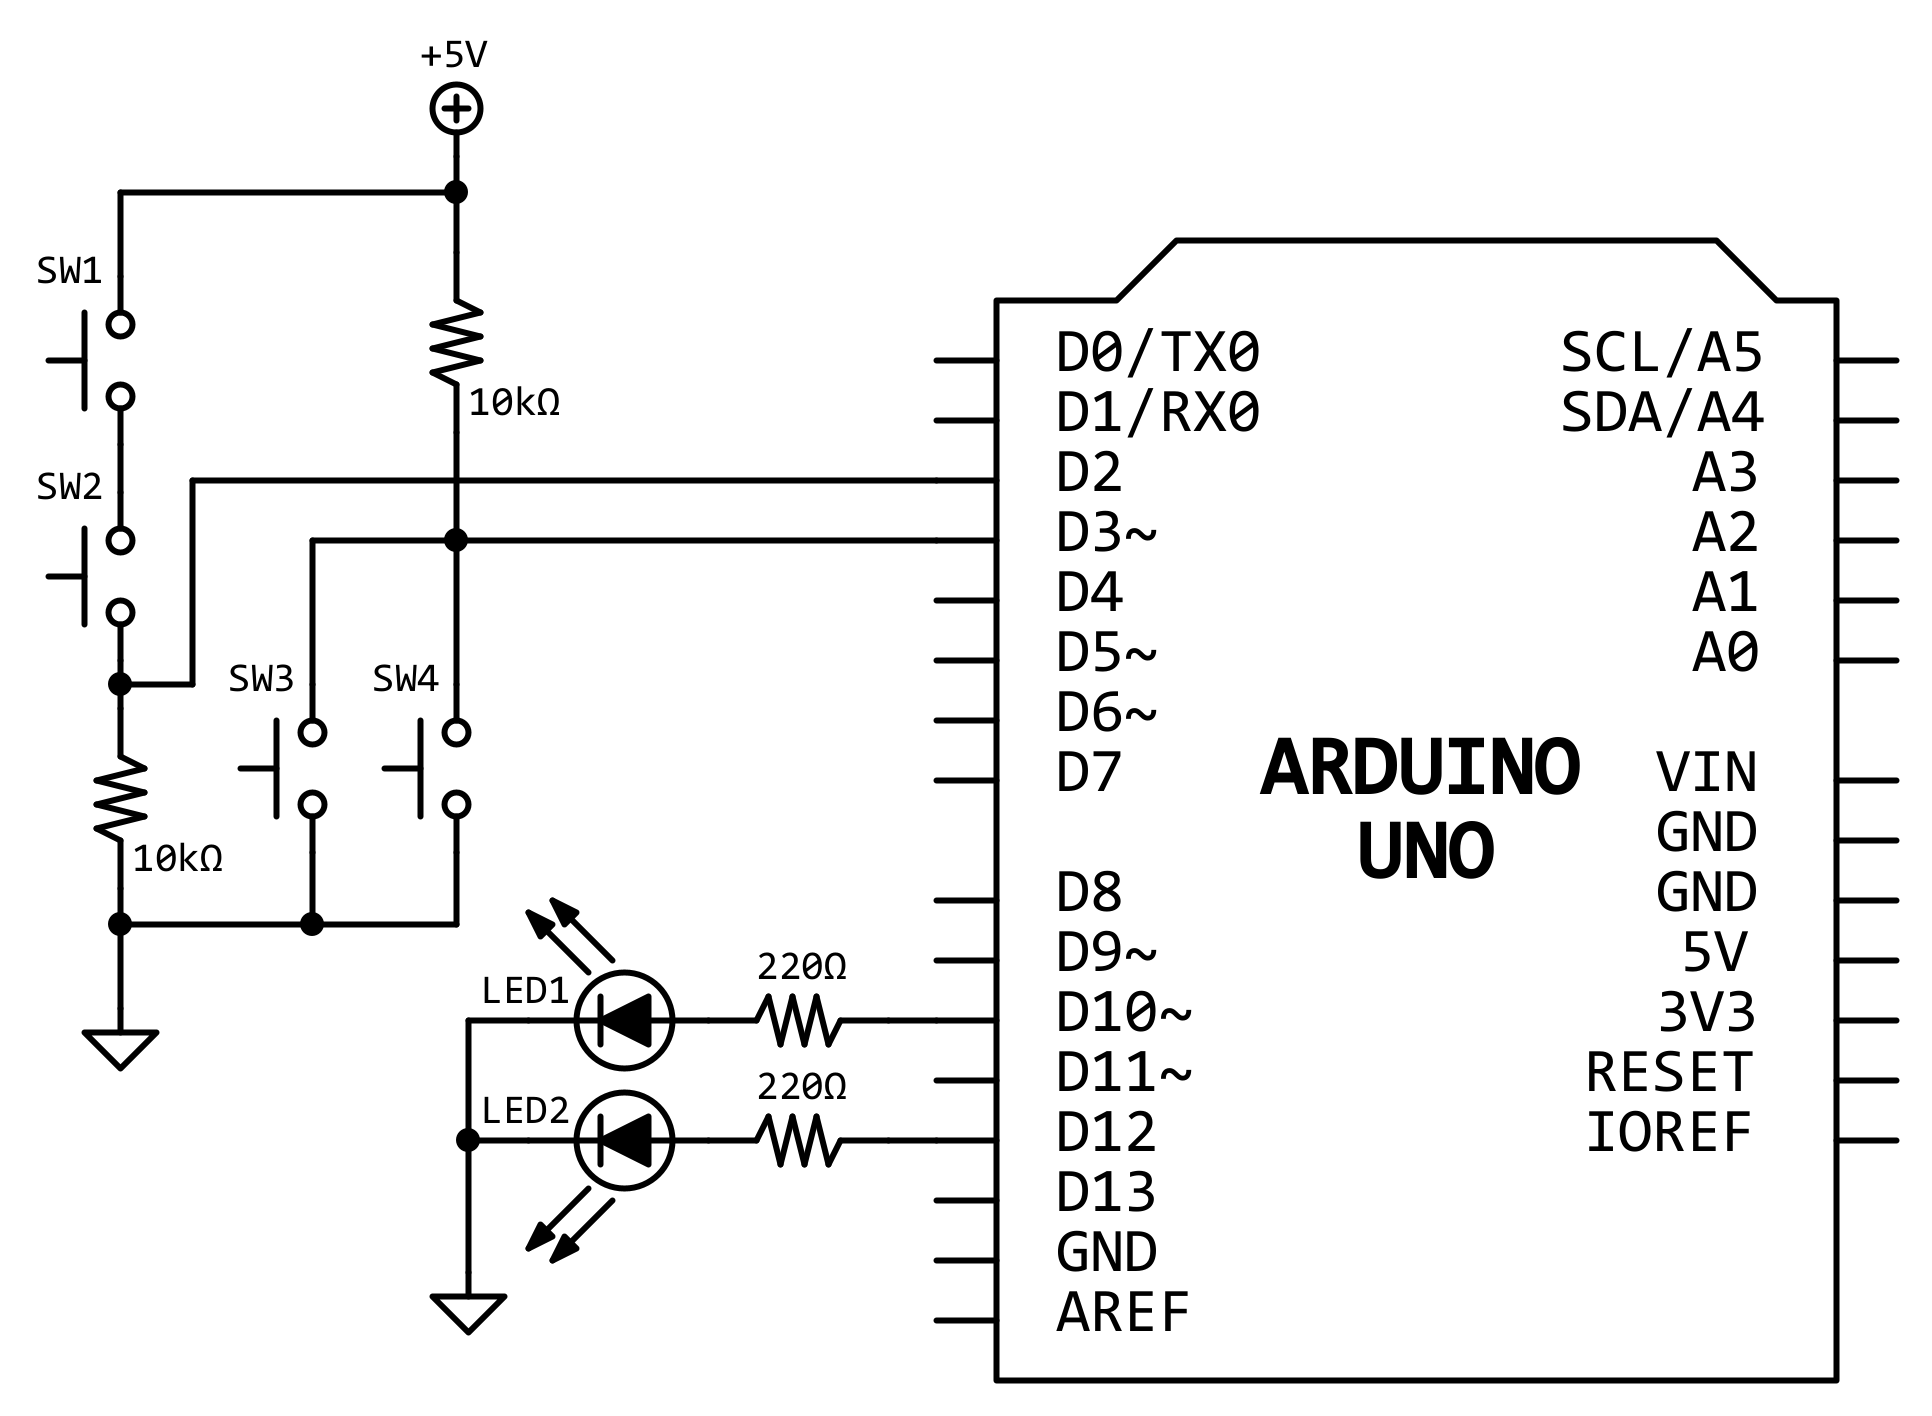 +5V
SW1
10kΩ
SW2
SW3
SW4
10kΩ
LED1
220Ω
LED2
220Ω
D0/TX0
D1/RX0
D2
D3~
D4
D5~
D6~
D7
D8
D9~
D10~
D11~
D12
D13
GND
AREF
ARDUINO
UNO
SCL/A5
SDA/A4
A3
A2
A1
A0
VIN
GND
GND
5V
3V3
RESET
IOREF